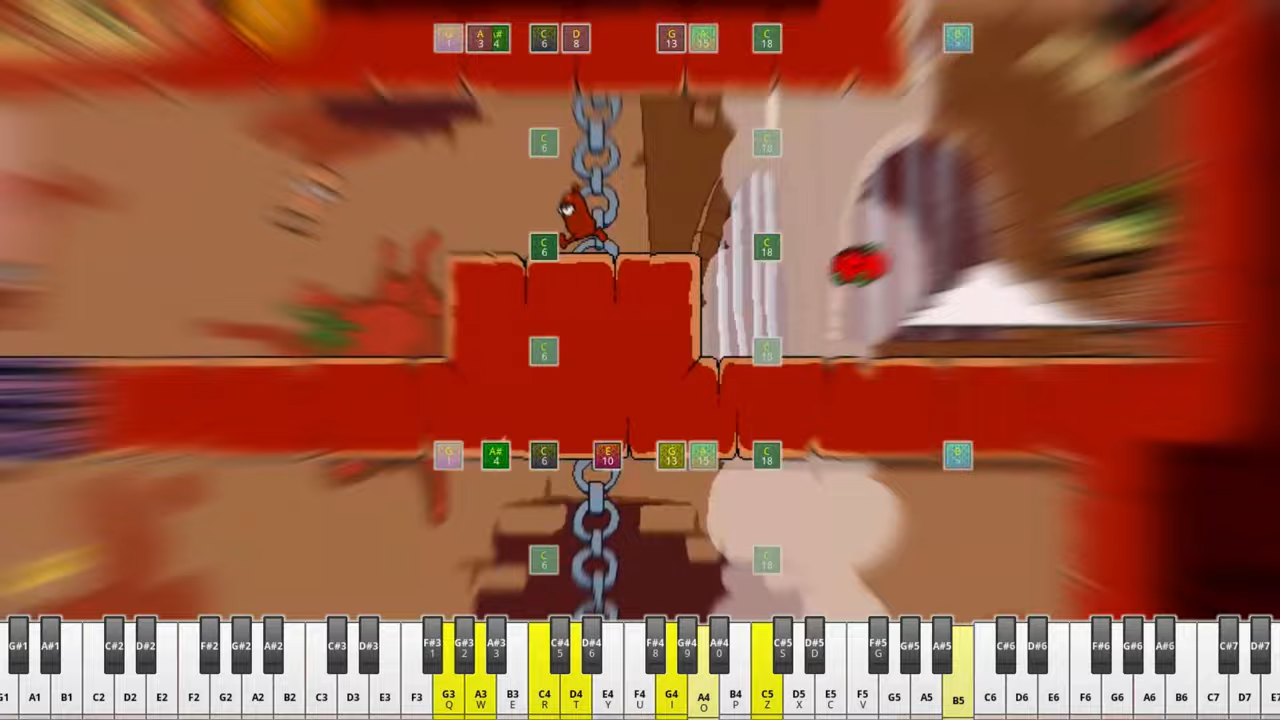 G 1 A 3 A# 4 C 6 D 8 G 13 A 15 C 18 B
C 6 C 18
C 6 C 18
C 6 C 18
G 1 A# 4 C 6 E 10 G 13 A 15 C 18 B
C 6 C 18
G#1 A#1 C#2 D#2 F#2 G#2 A#2 C#3 D#3 F#3 G#3 A#3 C#4 D#4 F#4 G#4 A#4 C#5 D#5 F#5 G#5 A#5 C#6 D#6 F#6 G#6 A#6 C#7 D#7
2 3 5 6 8 9 0 S D G
A1 B1 C2 D2 E2 F2 G2 A2 B2 C3 D3 E3 F3 G3 A3 B3 C4 D4 E4 F4 G4 A4 B4 C5 D5 E5 F5 G5 A5 B5 C6 D6 E6 F6 G6 A6 B6 C7 D7
Q W E R T Y U I O P Z X C V